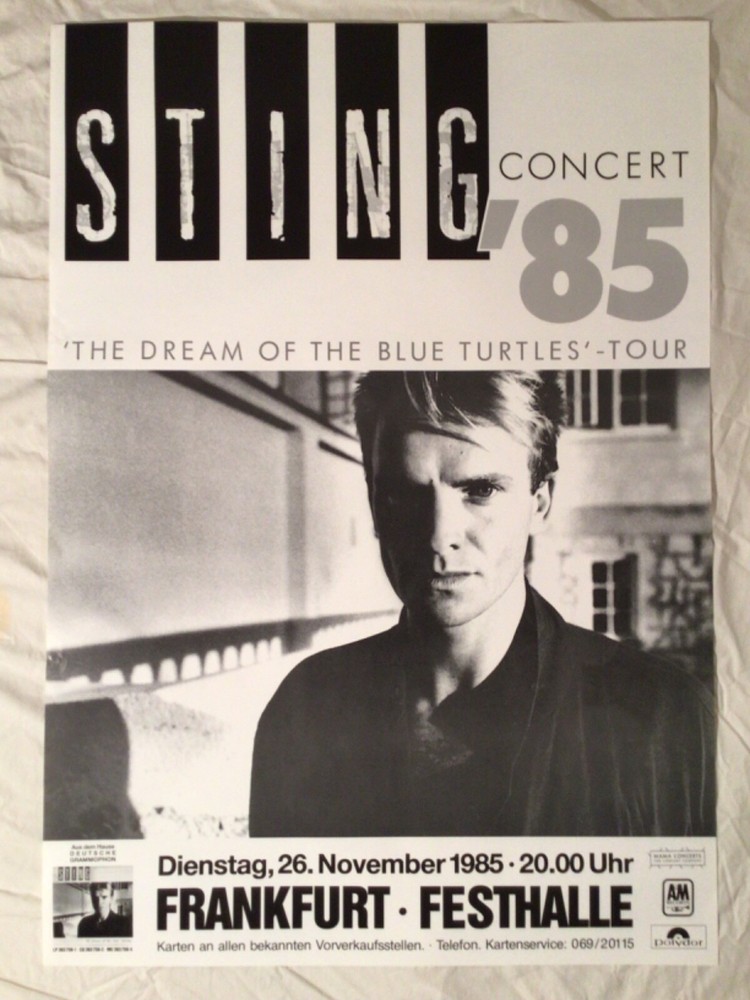 STING
CONCERT
'85
'THE DREAM OF THE BLUE TURTLES'-TOUR
Aus dem Hause
DEUTSCHE
GRAMMOPHON
STING
Dienstag, 26. November 1985 · 20.00 Uhr
FRANKFURT · FESTHALLE
Karten an allen bekannten Vorverkaufsstellen. · Telefon. Kartenservice: 069/20115
MAMA CONCERTS
A&M
Polydor